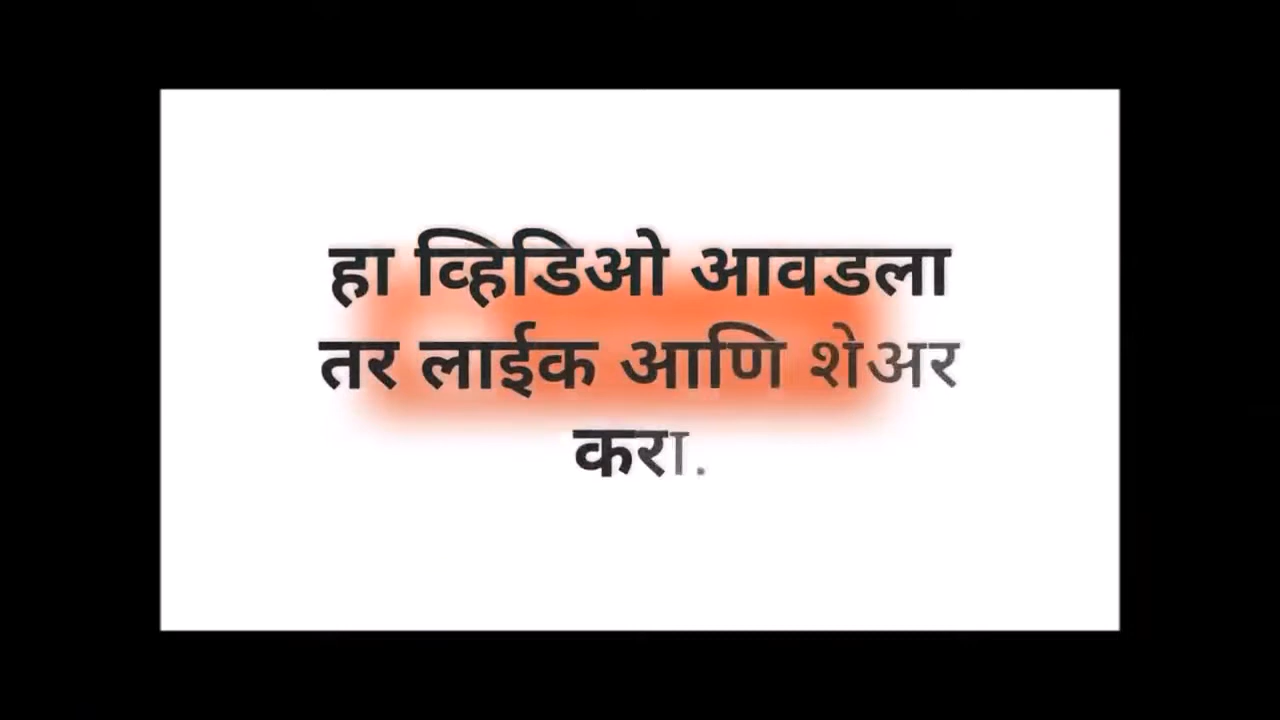 हा व्हिडिओ आवडला
तर लाईक आणि शेअर
करा.